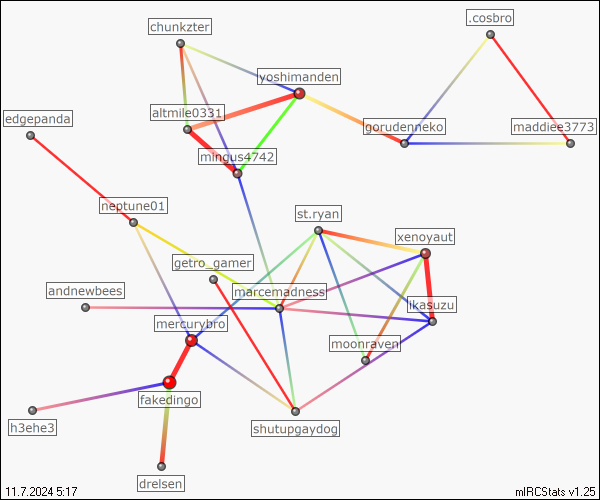 .cosbro
chunkzter
yoshimanden
edgepanda
altmile0331
gorudenneko
maddiee3773
mingus4742
neptune01
st.ryan
xenoyaut
getro_gamer
andnewbees
marcemadness
ikasuzu
mercurybro
moonraven
fakedingo
h3ehe3
shutupgaydog
drelsen
11.7.2024 5:17
mIRCStats v1.25